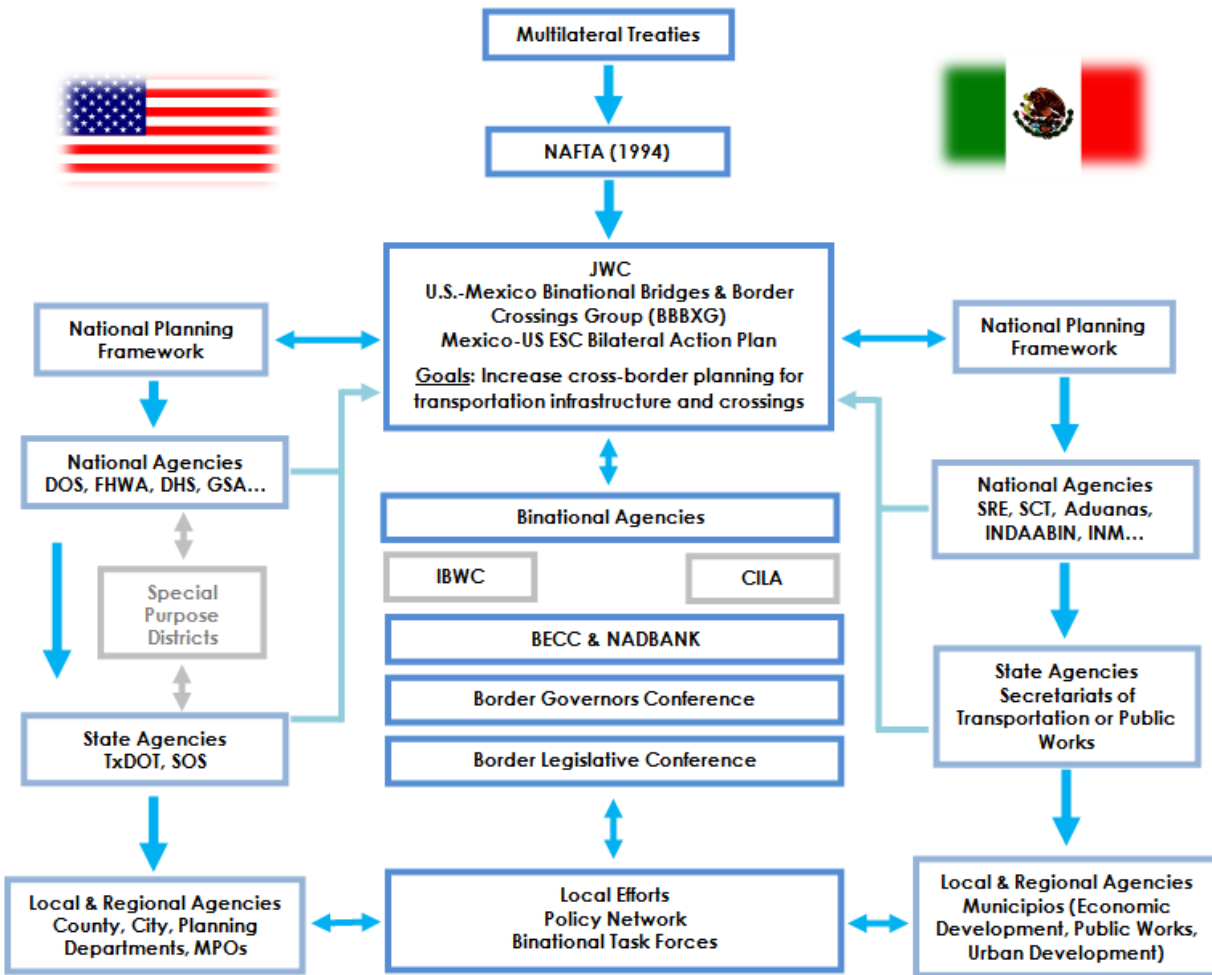 Multilateral Treaties
NAFTA (1994)
JWC
U.S.-Mexico Binational Bridges & Border
Crossings Group (BBBXG)
Mexico-US ESC Bilateral Action Plan
Goals: Increase cross-border planning for
transportation infrastructure and crossings
National Planning
Framework
National Agencies
DOS, FHWA, DHS, GSA...
Special
Purpose
Districts
State Agencies
TxDOT, SOS
Local & Regional Agencies
County, City, Planning
Departments, MPOs
Binational Agencies
IBWC
CILA
BECC & NADBANK
Border Governors Conference
Border Legislative Conference
Local Efforts
Policy Network
Binational Task Forces
National Planning
Framework
National Agencies
SRE, SCT, Aduanas,
INDAABIN, INM...
State Agencies
Secretariats of
Transportation or Public
Works
Local & Regional Agencies
Municipios (Economic
Development, Public Works,
Urban Development)